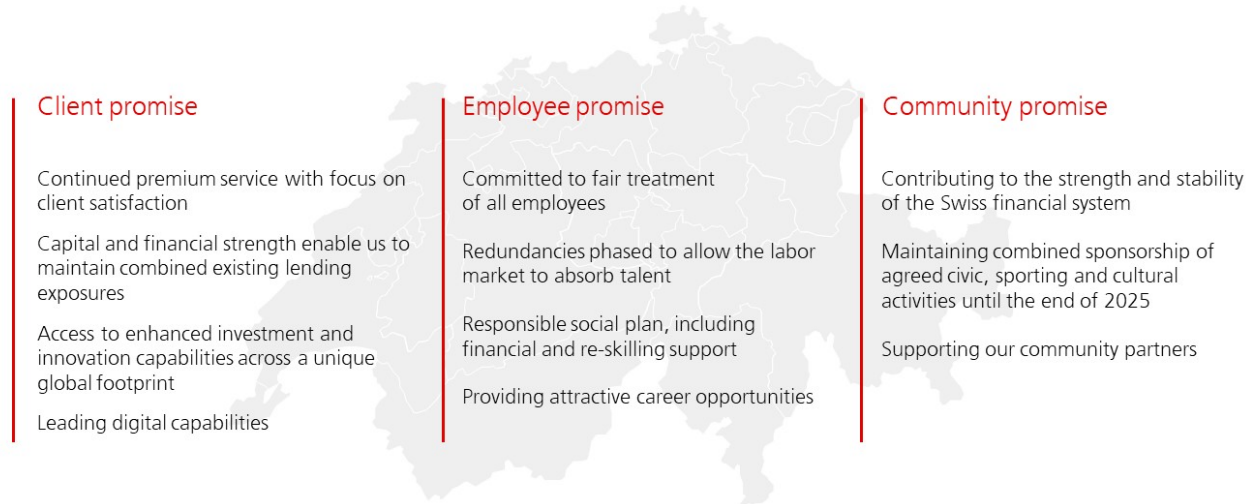 Client promise
Continued premium service with focus on
client satisfaction
Capital and financial strength enable us to
maintain combined existing lending
exposures
Access to enhanced investment and
innovation capabilities across a unique
global footprint
Leading digital capabilities
Employee promise
Committed to fair treatment
of all employees
Redundancies phased to allow the labor
market to absorb talent
Responsible social plan, including
financial and re-skilling support
Providing attractive career opportunities
Community promise
Contributing to the strength and stability
of the Swiss financial system
Maintaining combined sponsorship of
agreed civic, sporting and cultural
activities until the end of 2025
Supporting our community partners